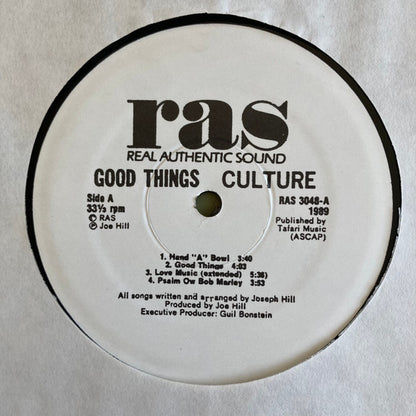 ras
REAL AUTHENTIC SOUND
GOOD THINGS CULTURE
Side A
33⅓ rpm
Ⓒ RAS
Ⓟ Joe Hill
RAS 3048-A
1989
Published by
Tafari Music
(ASCAP)
1. Hand "A" Bowl 3:40
2. Good Things 4:03
3. Love Music (extended) 5:38)
4. Psalm Ow Bob Marley 3:53
All songs written and arranged by Joseph Hill
Produced by Joe Hill
Executive Producer: Guil Bonstein